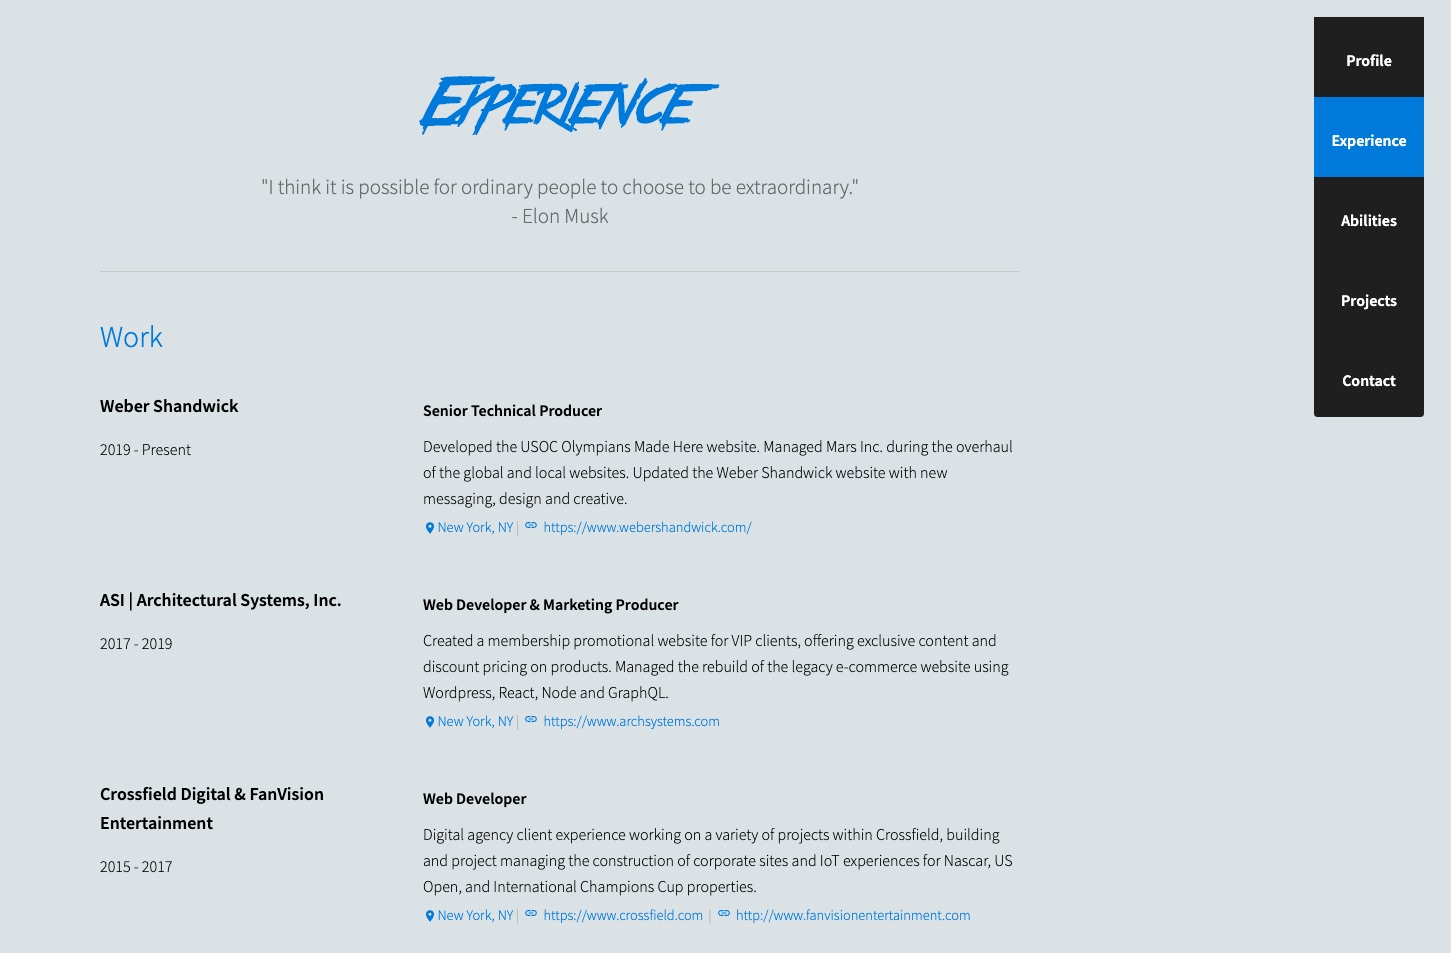 Experience
"I think it is possible for ordinary people to choose to be extraordinary."
- Elon Musk
Work
Weber Shandwick
2019 - Present
Senior Technical Producer
Developed the USOC Olympians Made Here website. Managed Mars Inc. during the overhaul
of the global and local websites. Updated the Weber Shandwick website with new
messaging, design and creative.
New York, NY | https://www.webershandwick.com/
ASI | Architectural Systems, Inc.
2017 - 2019
Web Developer & Marketing Producer
Created a membership promotional website for VIP clients, offering exclusive content and
discount pricing on products. Managed the rebuild of the legacy e-commerce website using
Wordpress, React, Node and GraphQL.
New York, NY | https://www.archsystems.com
Crossfield Digital & FanVision
Entertainment
2015 - 2017
Web Developer
Digital agency client experience working on a variety of projects within Crossfield, building
and project managing the construction of corporate sites and IoT experiences for Nascar, US
Open, and International Champions Cup properties.
New York, NY | https://www.crossfield.com | http://www.fanvisionentertainment.com
Profile
Experience
Abilities
Projects
Contact